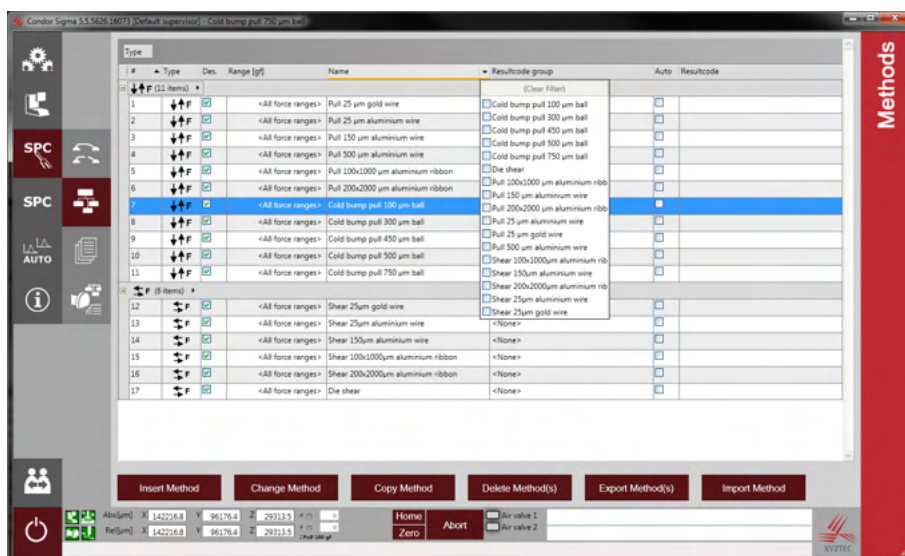 Condor Sigma 5.5.5626.16073 [Default supervisor] - Cold bump pull 750 µm ball
Methods
Type
# Type Des. Range [gf] Name Resultcode group Auto Resultcode
F (11 items)
1 F <All force ranges> Pull 25 µm gold wire
2 F <All force ranges> Pull 25 µm aluminium wire
3 F <All force ranges> Pull 150 µm aluminium wire
4 F <All force ranges> Pull 500 µm aluminium wire
5 F <All force ranges> Pull 100x1000 µm aluminium ribbon
6 F <All force ranges> Pull 200x2000 µm aluminium ribbon
7 F <All force ranges> Cold bump pull 100 µm ball
8 F <All force ranges> Cold bump pull 300 µm ball
9 F <All force ranges> Cold bump pull 450 µm ball
10 F <All force ranges> Cold bump pull 500 µm ball
11 F <All force ranges> Cold bump pull 750 µm ball
(Clear Filter)
Cold bump pull 100 µm ball
Cold bump pull 300 µm ball
Cold bump pull 450 µm ball
Cold bump pull 500 µm ball
Cold bump pull 750 µm ball
Die shear
Pull 100x1000 µm aluminium ribb
Pull 150 µm aluminium wire
Pull 200x2000 µm aluminium ribb
Pull 25 µm aluminium wire
Pull 25 µm gold wire
Pull 500 µm aluminium wire
Shear 100x1000µm aluminium rib
Shear 150µm aluminium wire
Shear 200x2000µm aluminium rib
Shear 25µm aluminium wire
Shear 25µm gold wire
F (6 items)
12 F <All force ranges> Shear 25µm gold wire
13 F <All force ranges> Shear 25µm aluminium wire <None>
14 F <All force ranges> Shear 150µm aluminium wire <None>
15 F <All force ranges> Shear 100x1000µm aluminium ribbon <None>
16 F <All force ranges> Shear 200x2000µm aluminium ribbon <None>
17 F <All force ranges> Die shear <None>
SPC
SPC
AUTO
Insert Method Change Method Copy Method Delete Method(s) Export Method(s) Import Method
Abs[µm] X 142216.8 Y 96176.4 Z 29313.5
Rel[µm] X 142216.8 Y 96176.4 Z 29313.5
Pull 100 gf
Home
Zero
Abort
Air valve 1
Air valve 2
XYZTEC